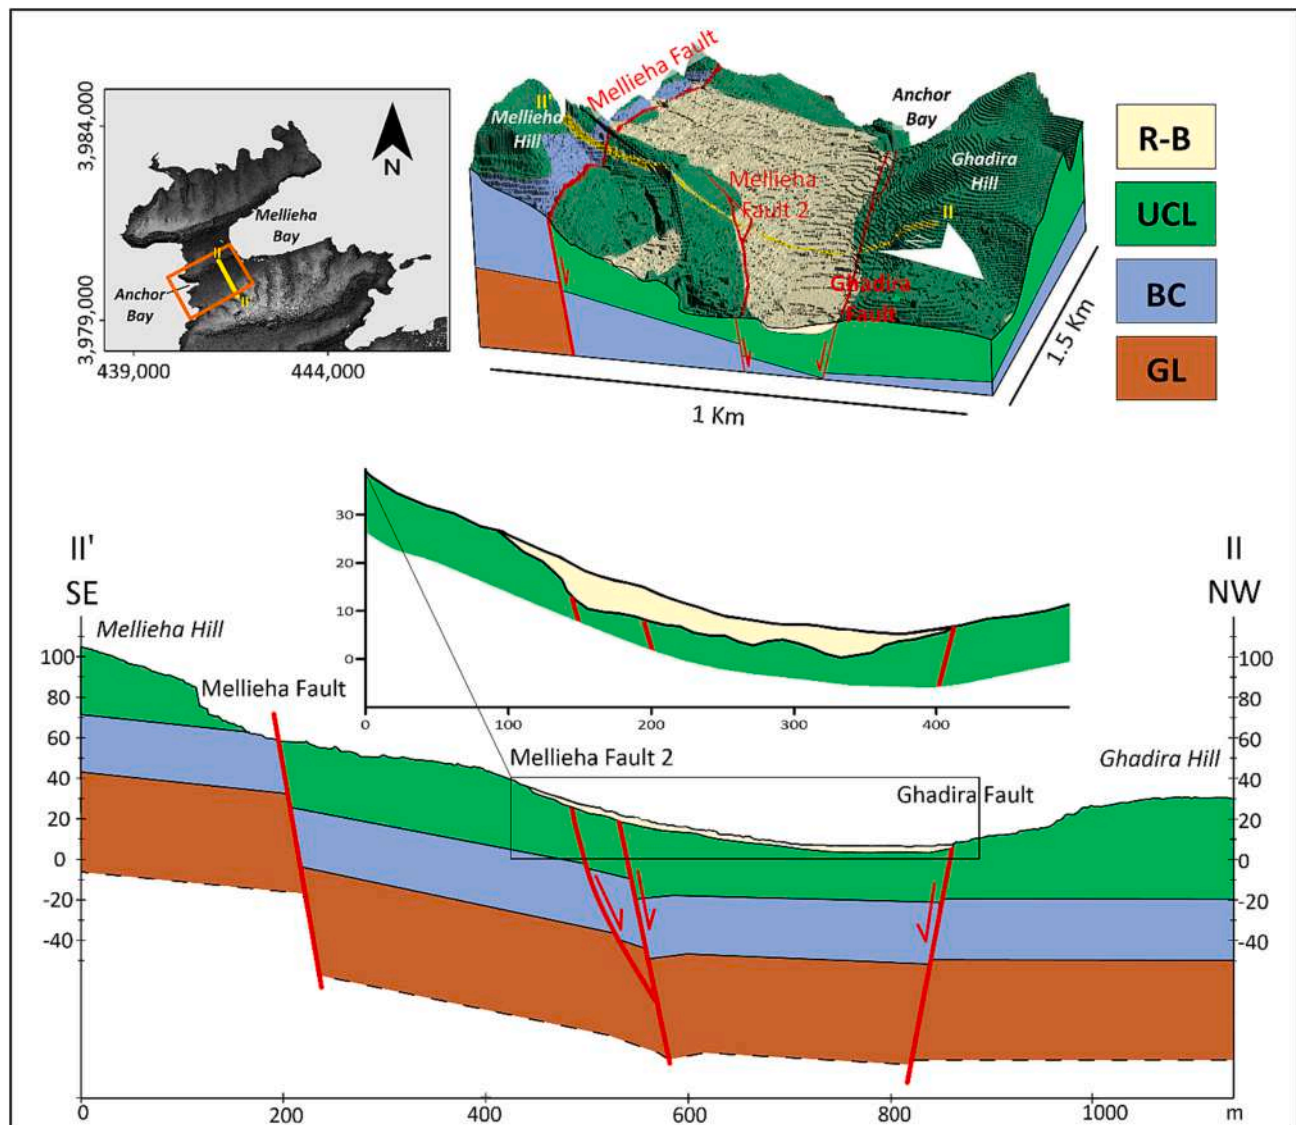 3,984,000
3,979,000
439,000
444,000
N
Mellieha
Bay
Anchor
Bay
II
II'
Mellieha Fault
II'
Mellieha
Hill
Anchor
Bay
Ghadira
Hill
Mellieha
Fault 2
II
Ghadira
Fault
1 Km
1.5 Km
R-B
UCL
BC
GL
30
20
10
0
0
100
200
300
400
II'
SE
II
NW
Mellieha Hill
Mellieha Fault
Mellieha Fault 2
Ghadira Fault
Ghadira Hill
100
80
60
40
20
0
-20
-40
100
80
60
40
20
0
-20
-40
0
200
400
600
800
1000
m